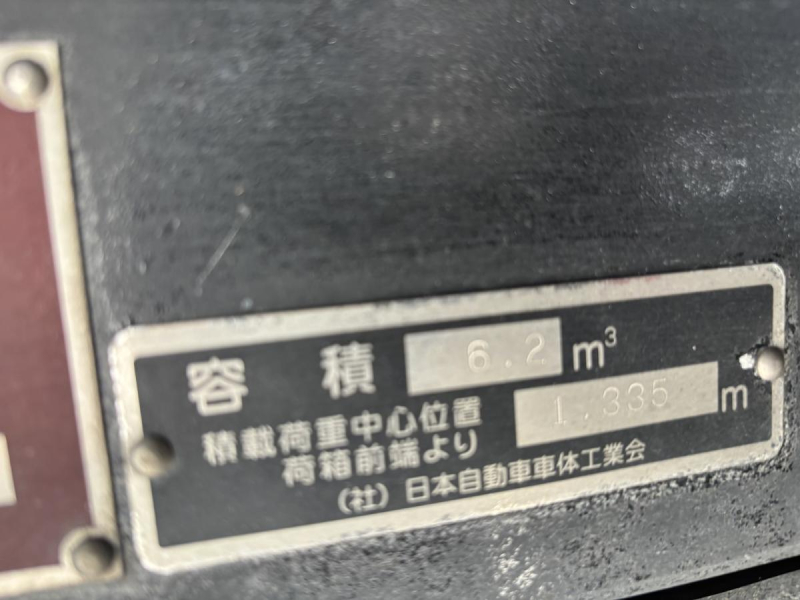 容 積 6.2 m³
積載荷重中心位置
荷箱前端より 1.335 m
(社) 日本自動車車体工業会